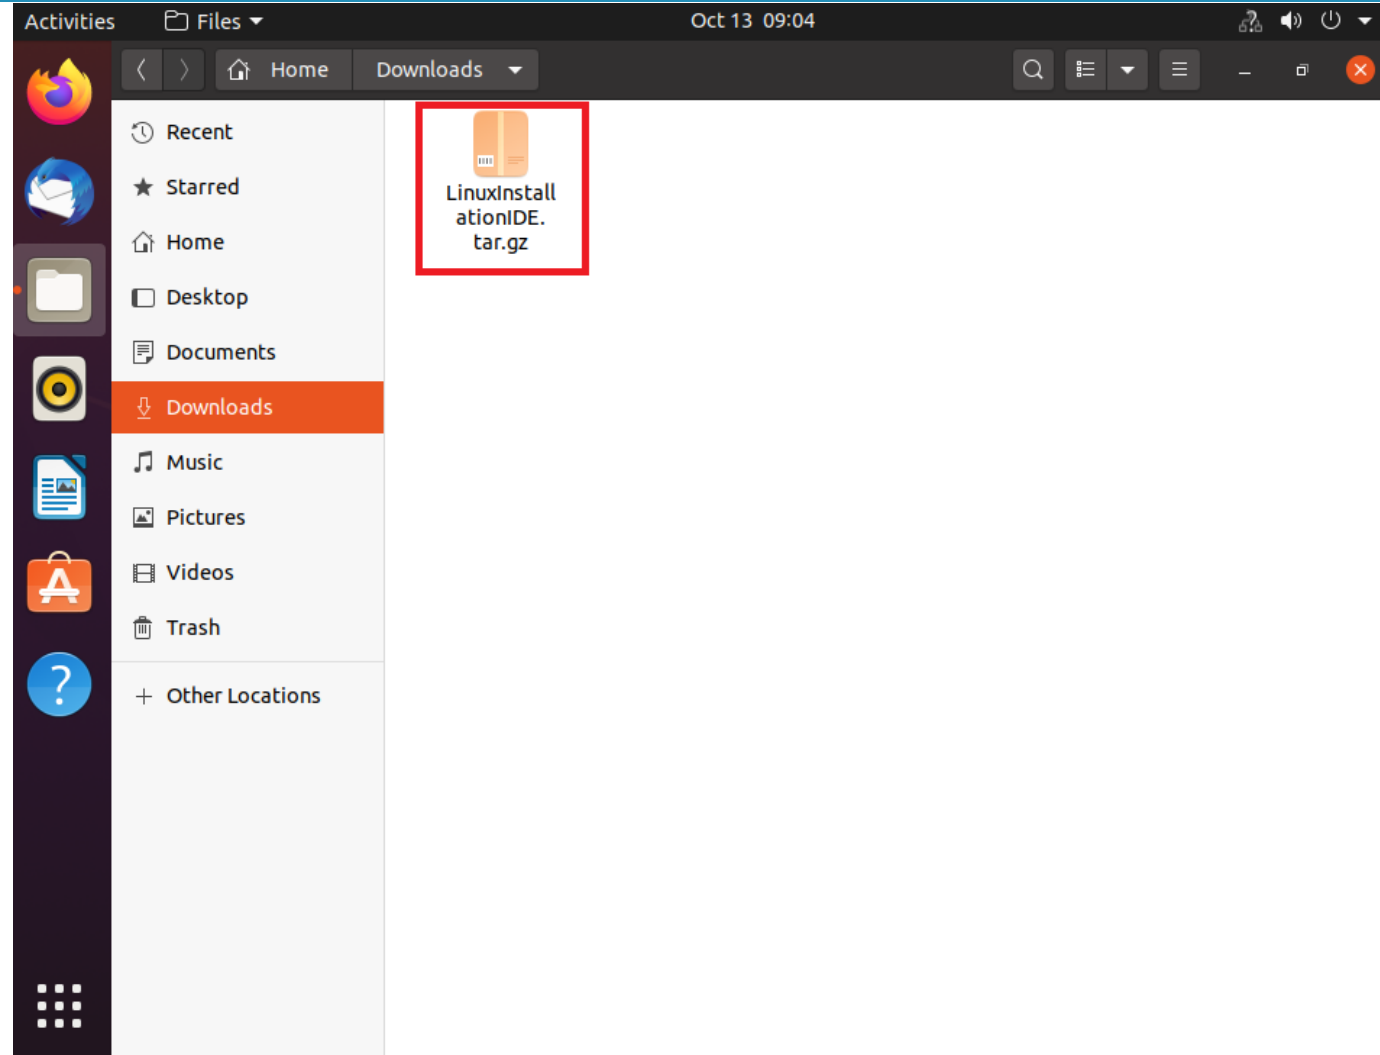 Activities
Files
Oct 13 09:04
Home
Downloads
Recent
Starred
Home
Desktop
Documents
Downloads
Music
Pictures
Videos
Trash
+ Other Locations
LinuxInstall
ationIDE.
tar.gz